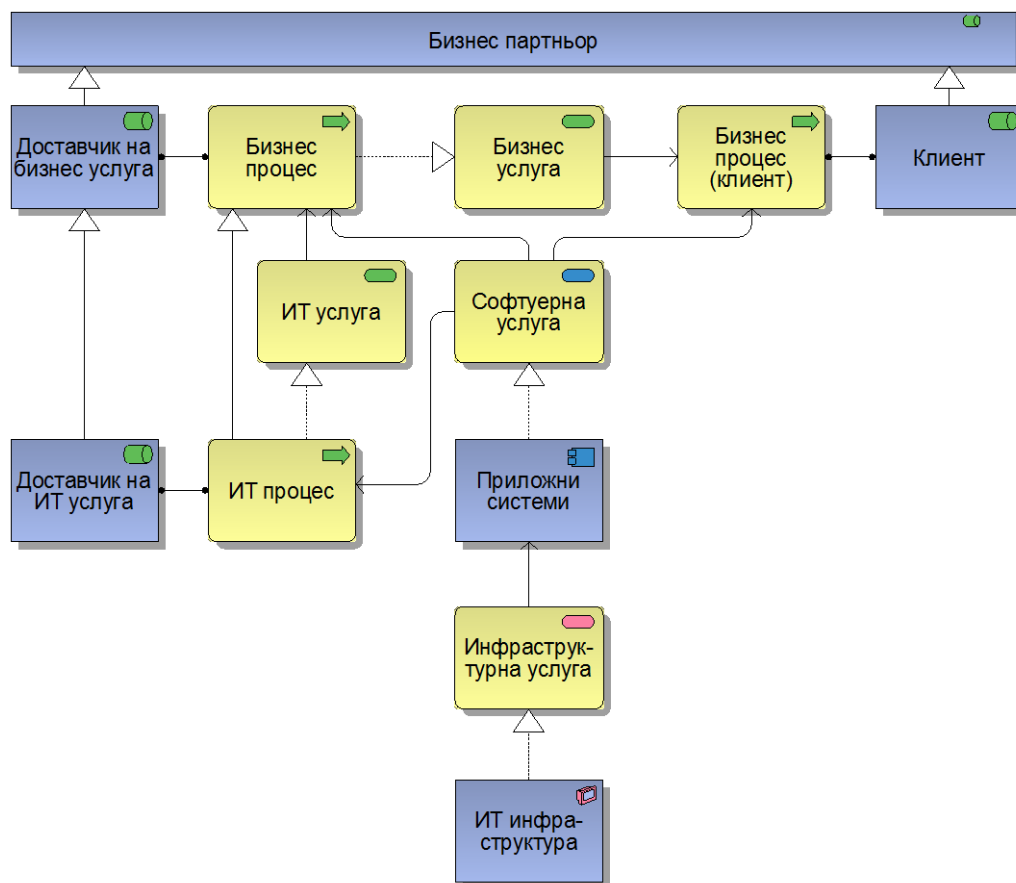 Бизнес партньор
Доставчик на
бизнес услуга
Бизнес
процес
Бизнес
услуга
Бизнес
процес
(клиент)
Клиент
ИТ услуга
Софтуерна
услуга
Доставчик на
ИТ услуга
ИТ процес
Приложни
системи
Инфраструк-
турна услуга
ИТ инфра-
структура